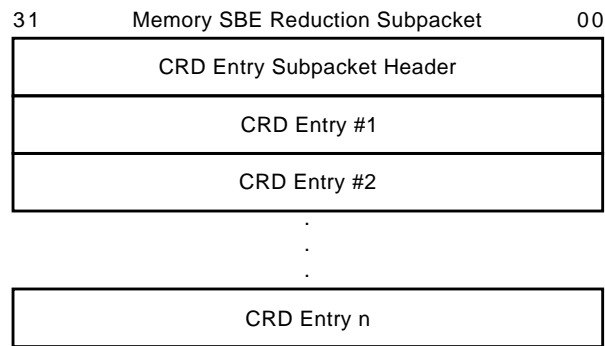 31 Memory SBE Reduction Subpacket 00
CRD Entry Subpacket Header
CRD Entry #1
CRD Entry #2
.
.
.
CRD Entry n